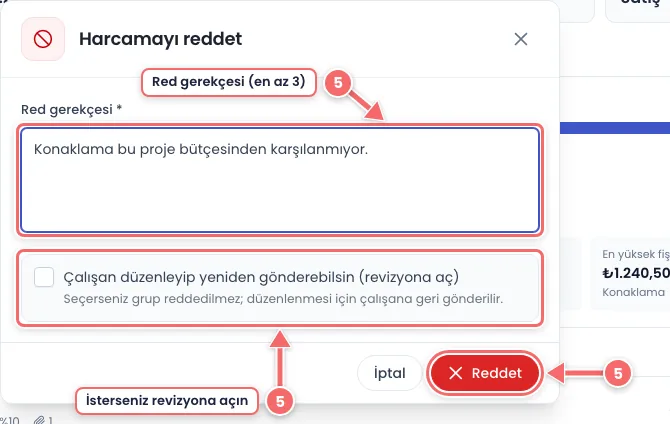 Harcamayı reddet
Red gerekçesi (en az 3)
5
Red gerekçesi *
Konaklama bu proje bütçesinden karşılanmıyor.
Çalışan düzenleyip yeniden gönderebilsin (revizyona aç)
Seçerseniz grup reddedilmez; düzenlenmesi için çalışana geri gönderilir.
En yüksek fiş
₺1.240,50
Konaklama
İptal
Reddet
5
İsterseniz revizyona açın
5
%10
1